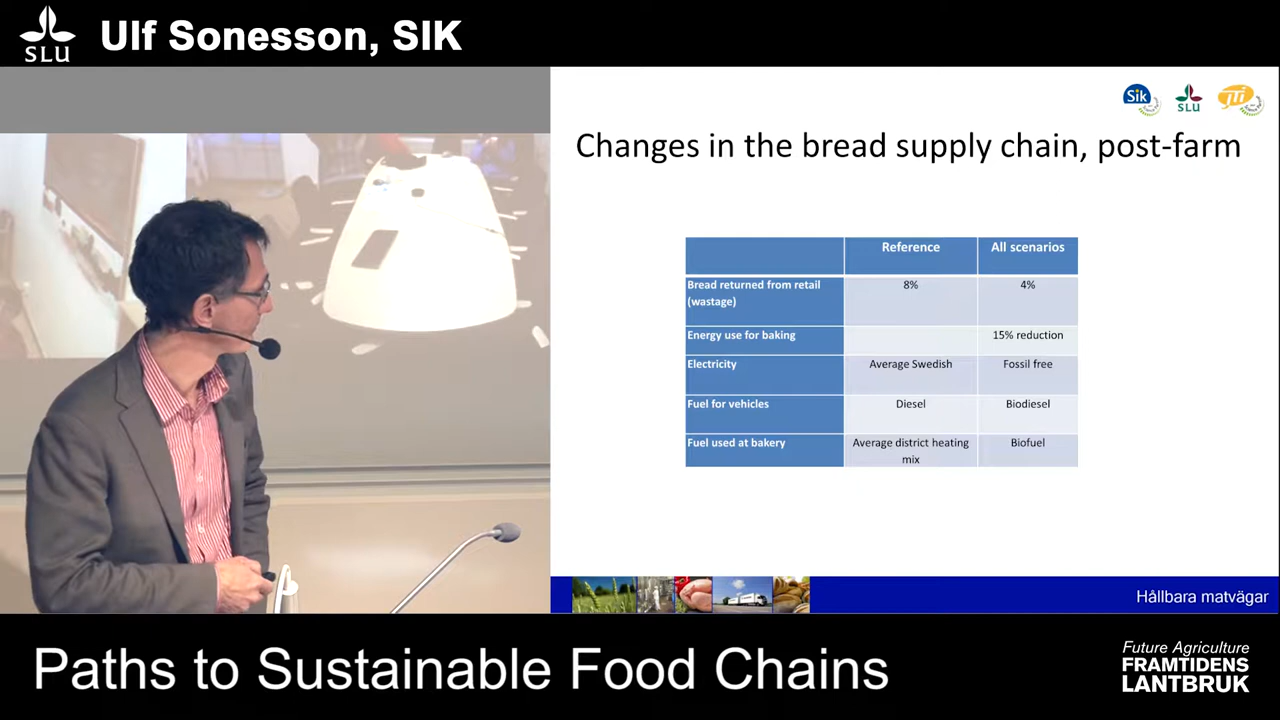 SLU
Ulf Sonesson, SIK
Sik
SLU
jti
Changes in the bread supply chain, post-farm
Reference
All scenarios
Bread returned from retail
(wastage)
8%
4%
Energy use for baking
15% reduction
Electricity
Average Swedish
Fossil free
Fuel for vehicles
Diesel
Biodiesel
Fuel used at bakery
Average district heating
mix
Biofuel
Hållbara matvägar
Paths to Sustainable Food Chains
Future Agriculture
FRAMTIDENS
LANTBRUK